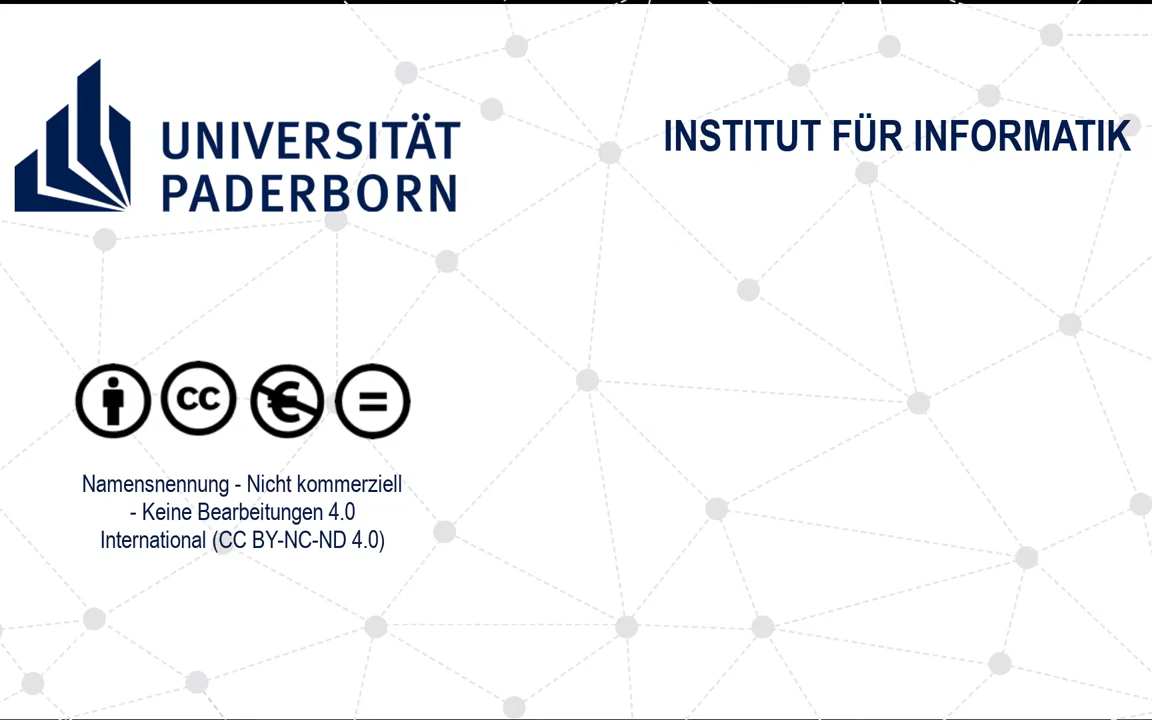 UNIVERSITÄT
PADERBORN
INSTITUT FÜR INFORMATIK
cc
Namensnennung - Nicht kommerziell
- Keine Bearbeitungen 4.0
International (CC BY-NC-ND 4.0)